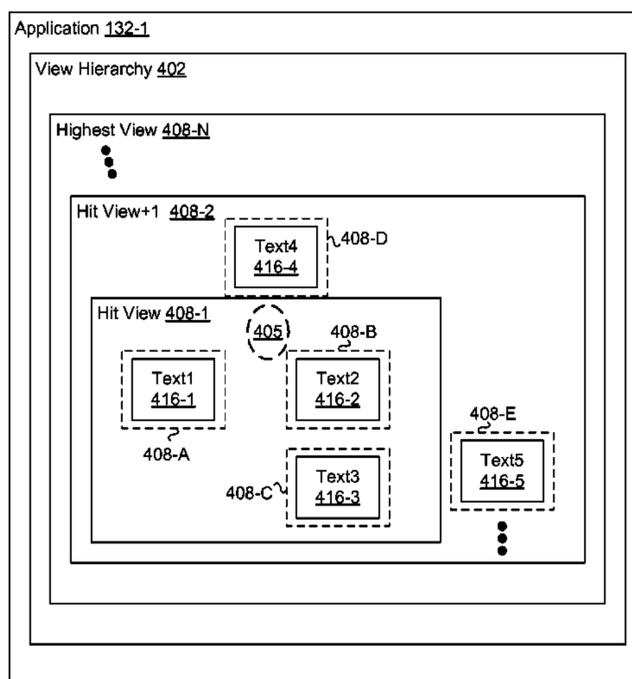 Application 132-1
View Hierarchy 402
Highest View 408-N
Hit View+1 408-2
408-D
Text4
416-4
Hit View 408-1
405
408-B
Text1
416-1
Text2
416-2
408-A
408-E
Text5
416-5
408-C
Text3
416-3